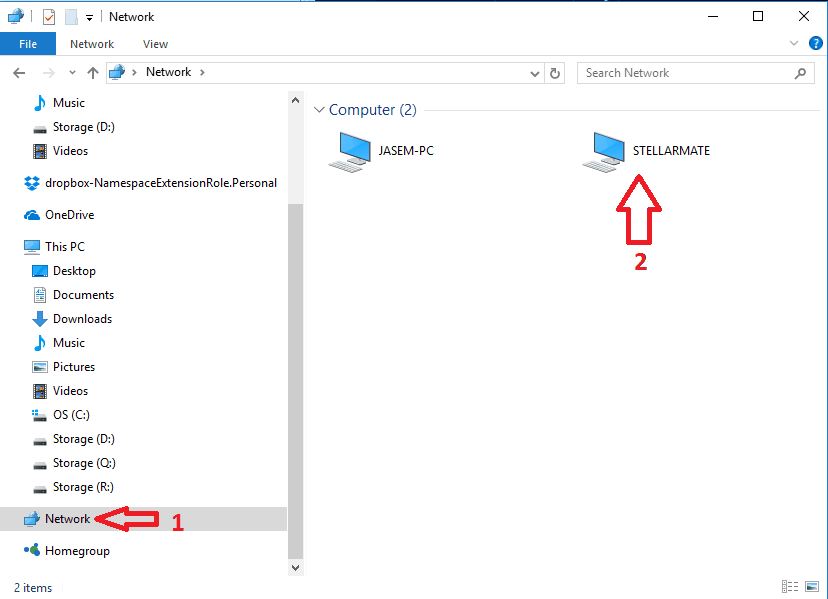 Network
File Network View
Network
Search Network
Music
Storage (D:)
Videos
dropbox-NamespaceExtensionRole.Personal
OneDrive
This PC
Desktop
Documents
Downloads
Music
Pictures
Videos
OS (C:)
Storage (D:)
Storage (Q:)
Storage (R:)
Network 1
Homegroup
Computer (2)
JASEM-PC STELLARMATE
2
2 items